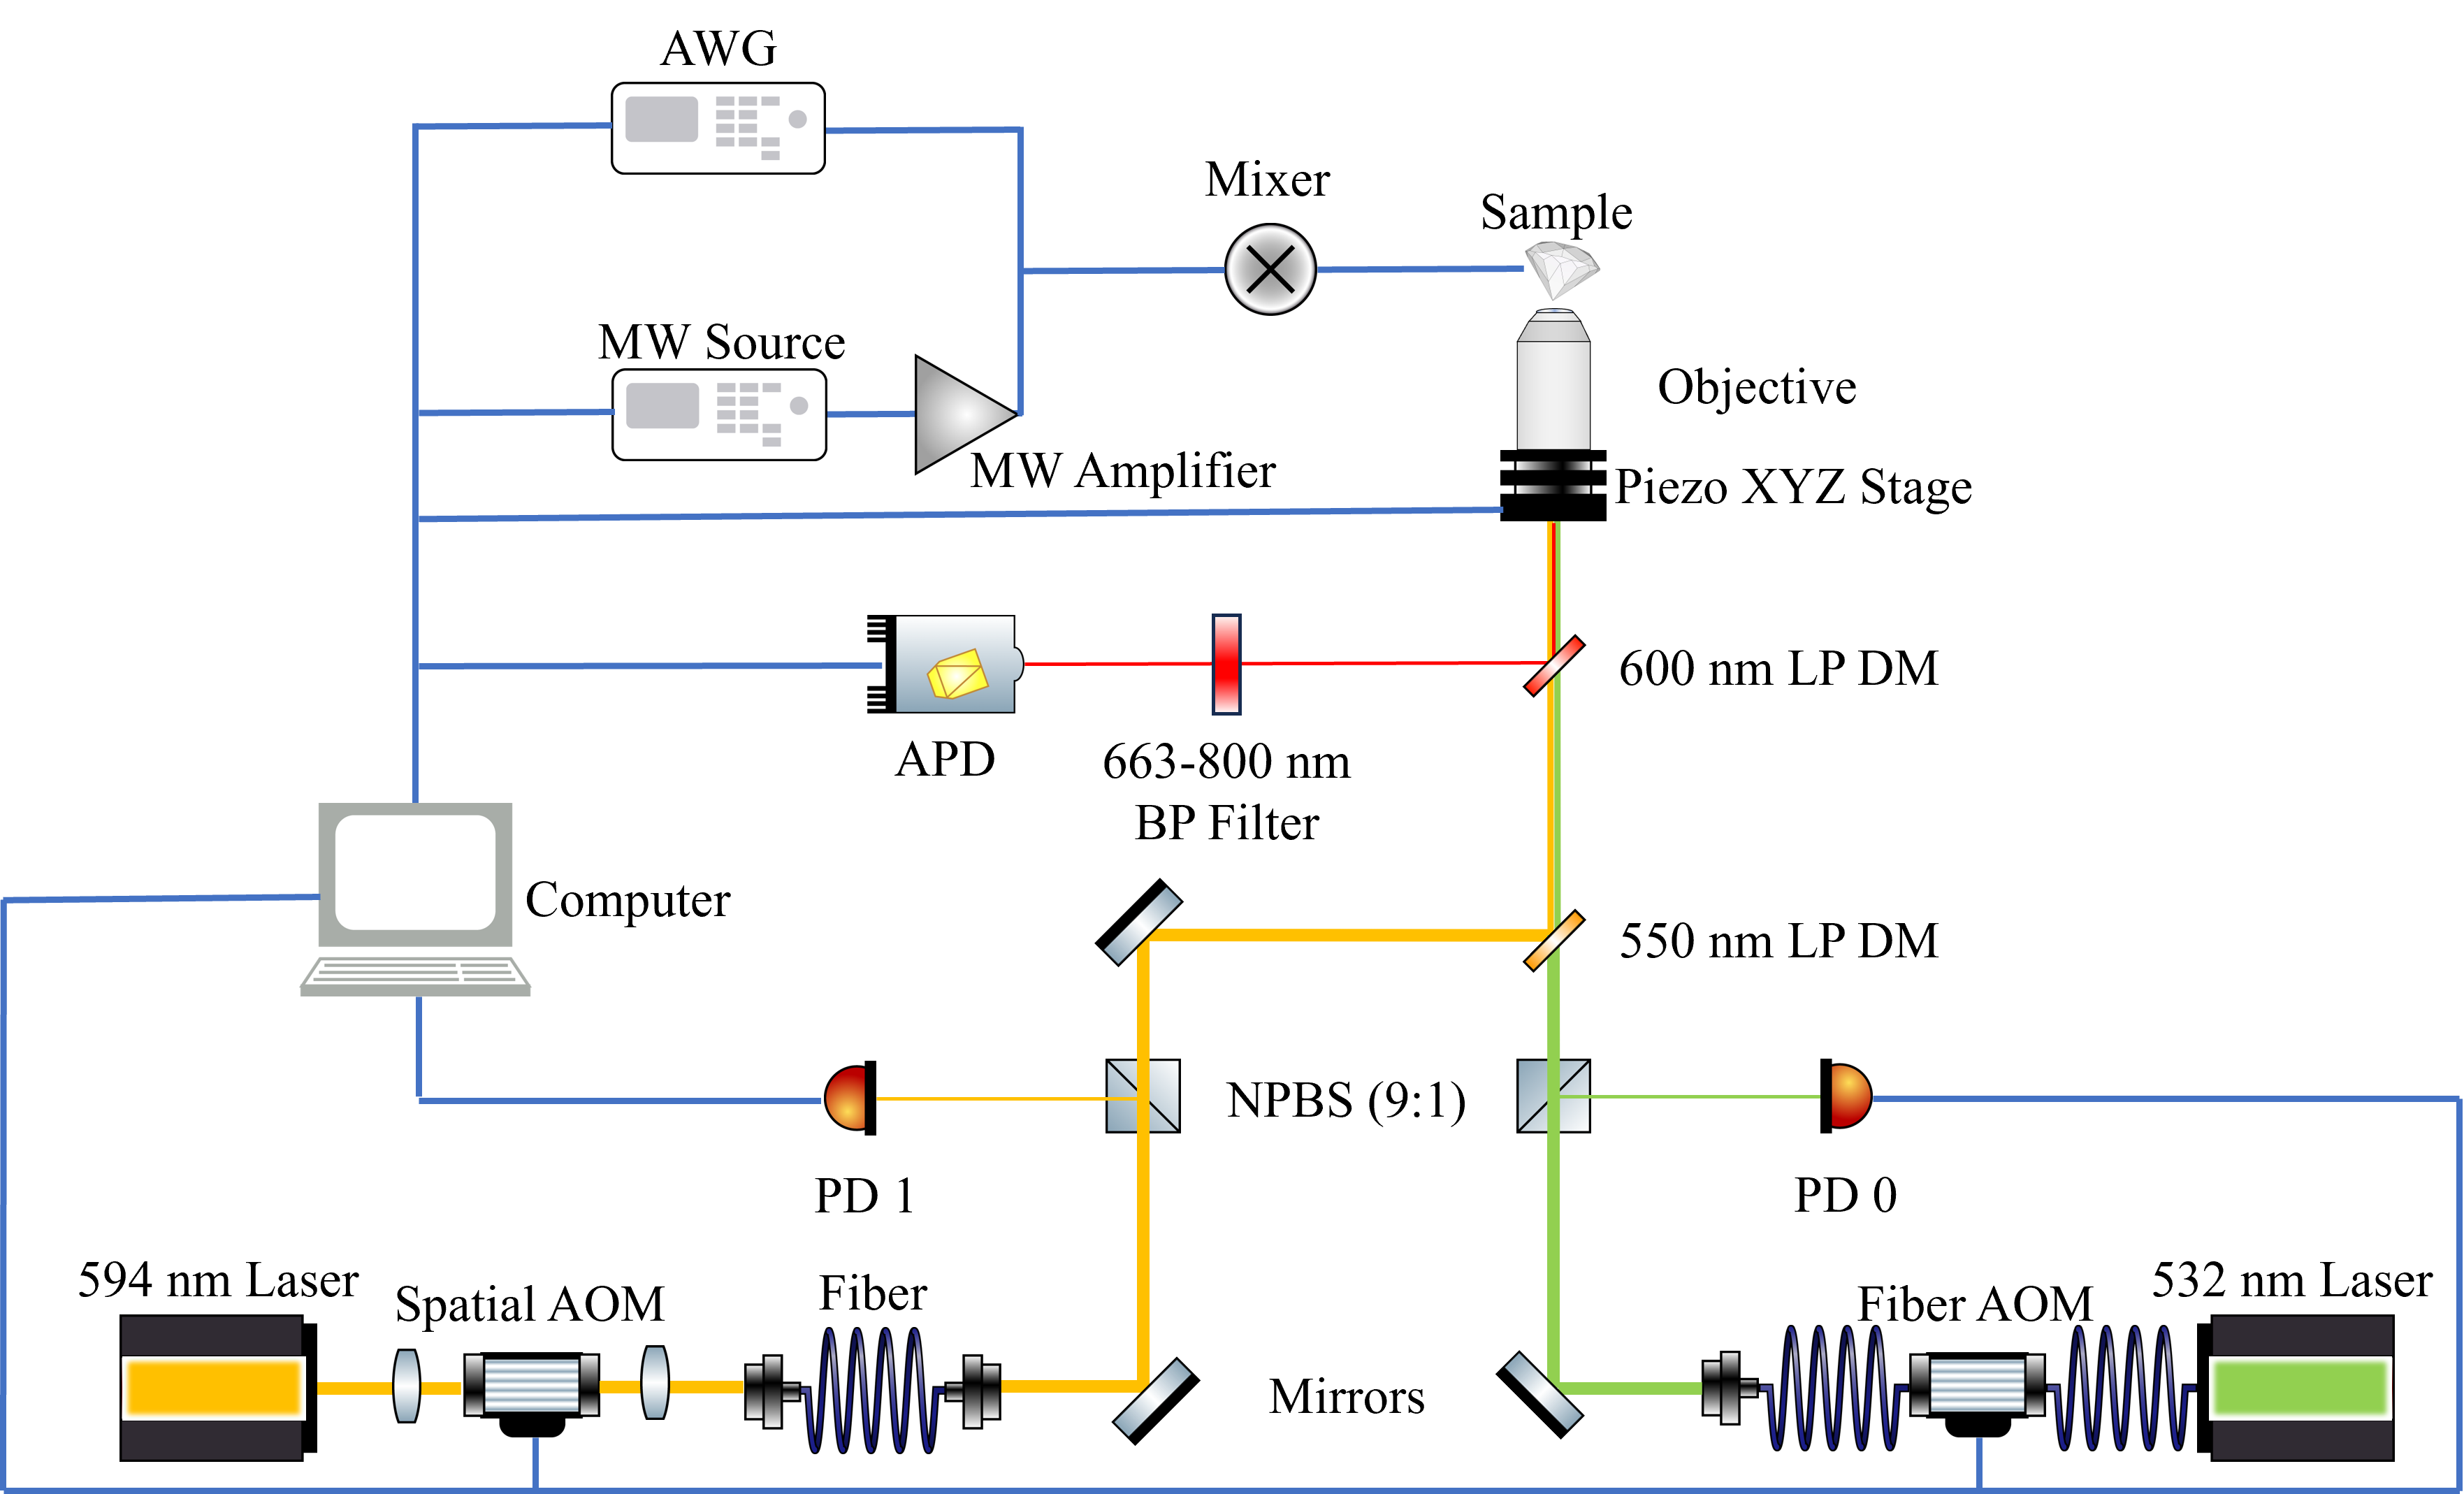 AWG
Mixer
Sample
MW Source
Objective
MW Amplifier
Piezo XYZ Stage
600 nm LP DM
APD
663-800 nm
BP Filter
Computer
550 nm LP DM
NPBS (9:1)
PD 1
PD 0
594 nm Laser
Spatial AOM
Fiber
Mirrors
Fiber AOM
532 nm Laser